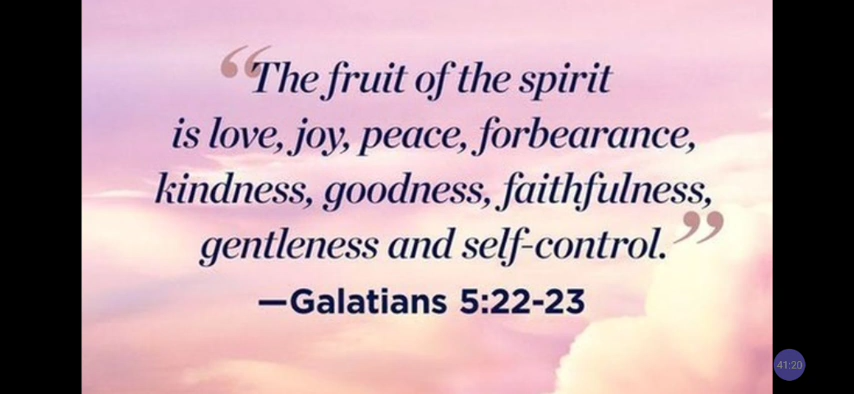 “The fruit of the spirit
is love, joy, peace, forbearance,
kindness, goodness, faithfulness,
gentleness and self-control.”
—Galatians 5:22-23
41:20